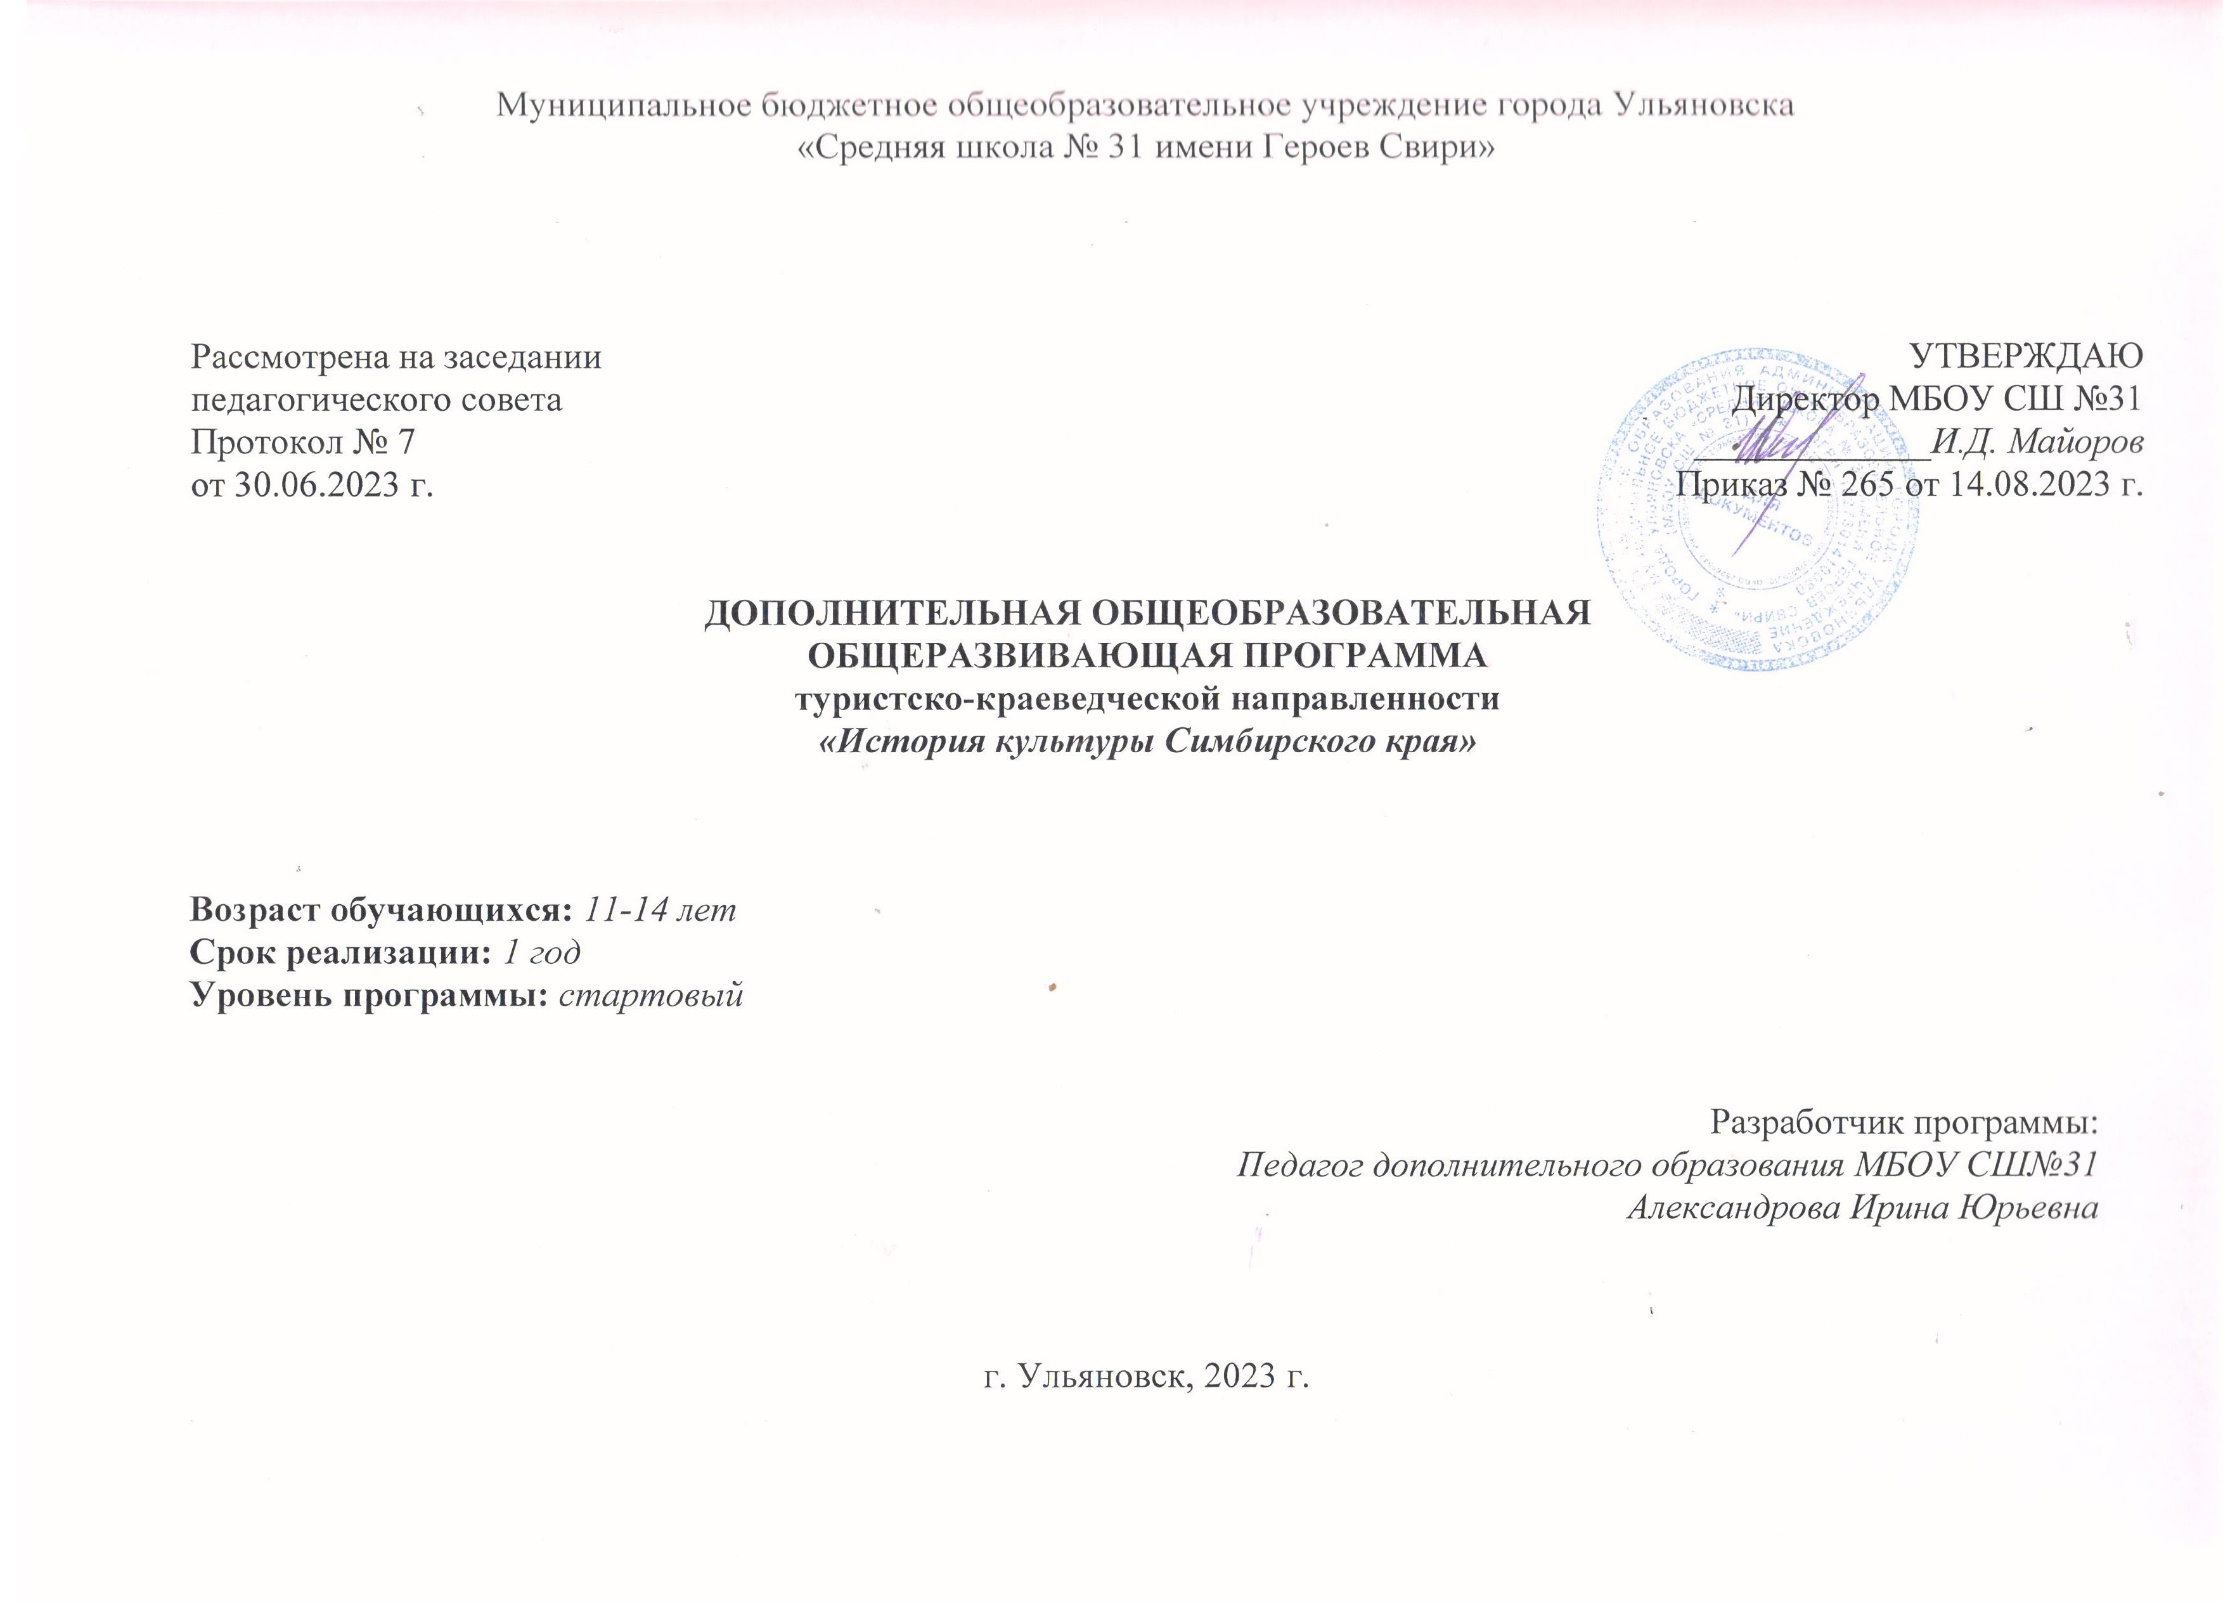 Муниципальное бюджетное общеобразовательное учреждение города Ульяновска
«Средняя школа № 31 имени Героев Свири»
Рассмотрена на заседании
педагогического совета
Протокол № 7
от 30.06.2023 г.
УТВЕРЖДАЮ
Директор МБОУ СШ №31
И.Д. Майоров
Приказ № 265 от 14.08.2023 г.
ДЛЯ
ДОКУМЕНТОВ
ДОПОЛНИТЕЛЬНАЯ ОБЩЕОБРАЗОВАТЕЛЬНАЯ
ОБЩЕРАЗВИВАЮЩАЯ ПРОГРАММА
туристско-краеведческой направленности
«История культуры Симбирского края»
Возраст обучающихся: 11-14 лет
Срок реализации: 1 год
Уровень программы: стартовый
Разработчик программы:
Педагог дополнительного образования МБОУ СШ№31
Александрова Ирина Юрьевна
г. Ульяновск, 2023 г.